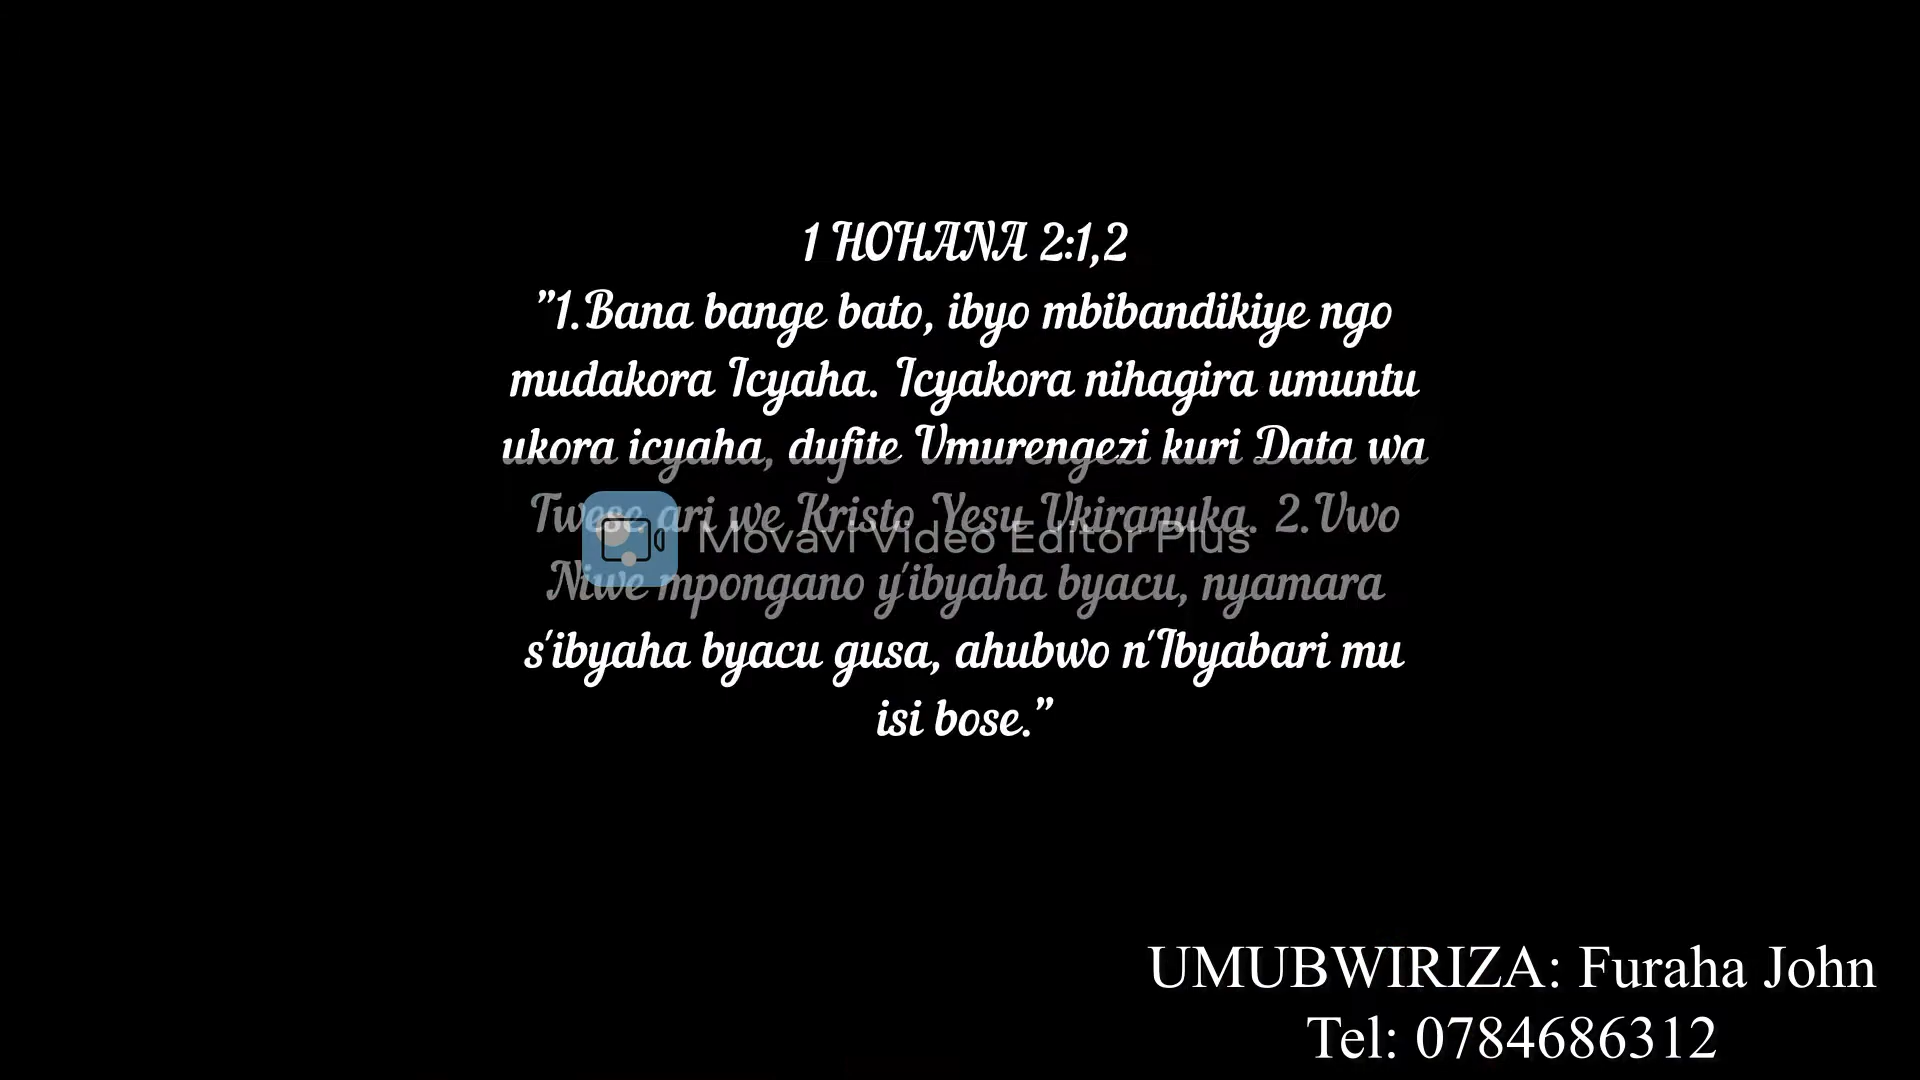 1 HOHANA 2:1,2
"1.Bana bange bato, ibyo mbibandikiye ngo
mudakora Icyaha. Icyakora nihagira umuntu
ukora icyaha, dufite Umurengezi kuri Data wa
Twese ari we Kristo Yesu Ukiranuka. 2.Uwo
Movavi Video Editor Plus
Niwe mpongano y'ibyaha byacu, nyamara
s'ibyaha byacu gusa, ahubwo n'Ibyabari mu
isi bose."
UMUBWIRIZA: Furaha John
Tel: 0784686312